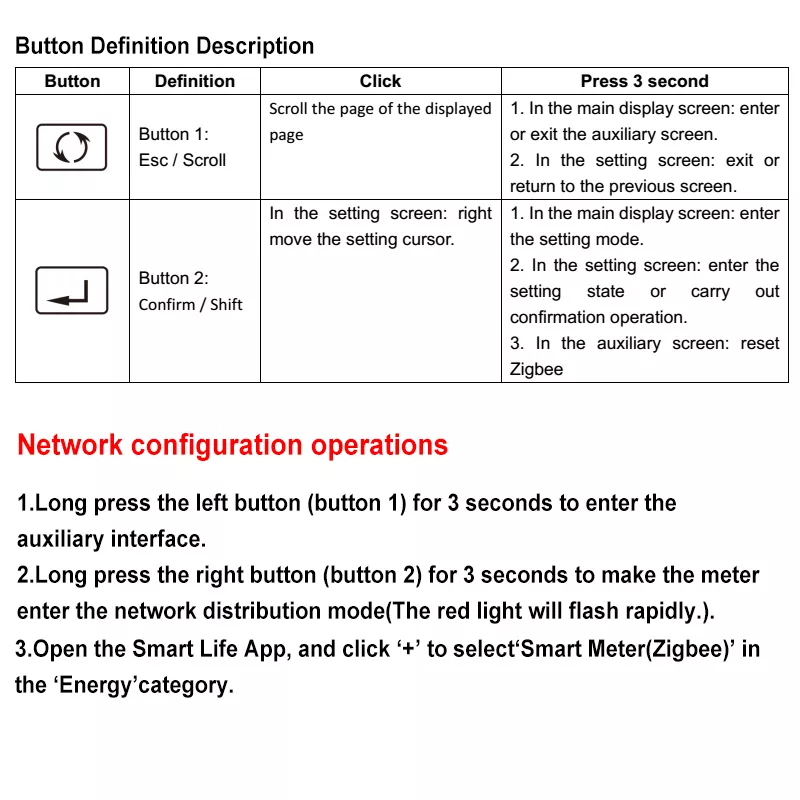 Button Definition Description
Button Definition Click Press 3 second
Button 1:
Esc / Scroll
Scroll the page of the displayed
page
1. In the main display screen: enter
or exit the auxiliary screen.
2. In the setting screen: exit or
return to the previous screen.
Button 2:
Confirm / Shift
In the setting screen: right
move the setting cursor.
1. In the main display screen: enter
the setting mode.
2. In the setting screen: enter the
setting state or carry out
confirmation operation.
3. In the auxiliary screen: reset
Zigbee
Network configuration operations
1.Long press the left button (button 1) for 3 seconds to enter the
auxiliary interface.
2.Long press the right button (button 2) for 3 seconds to make the meter
enter the network distribution mode(The red light will flash rapidly.).
3.Open the Smart Life App, and click ‘+’ to select‘Smart Meter(Zigbee)’ in
the ‘Energy’category.